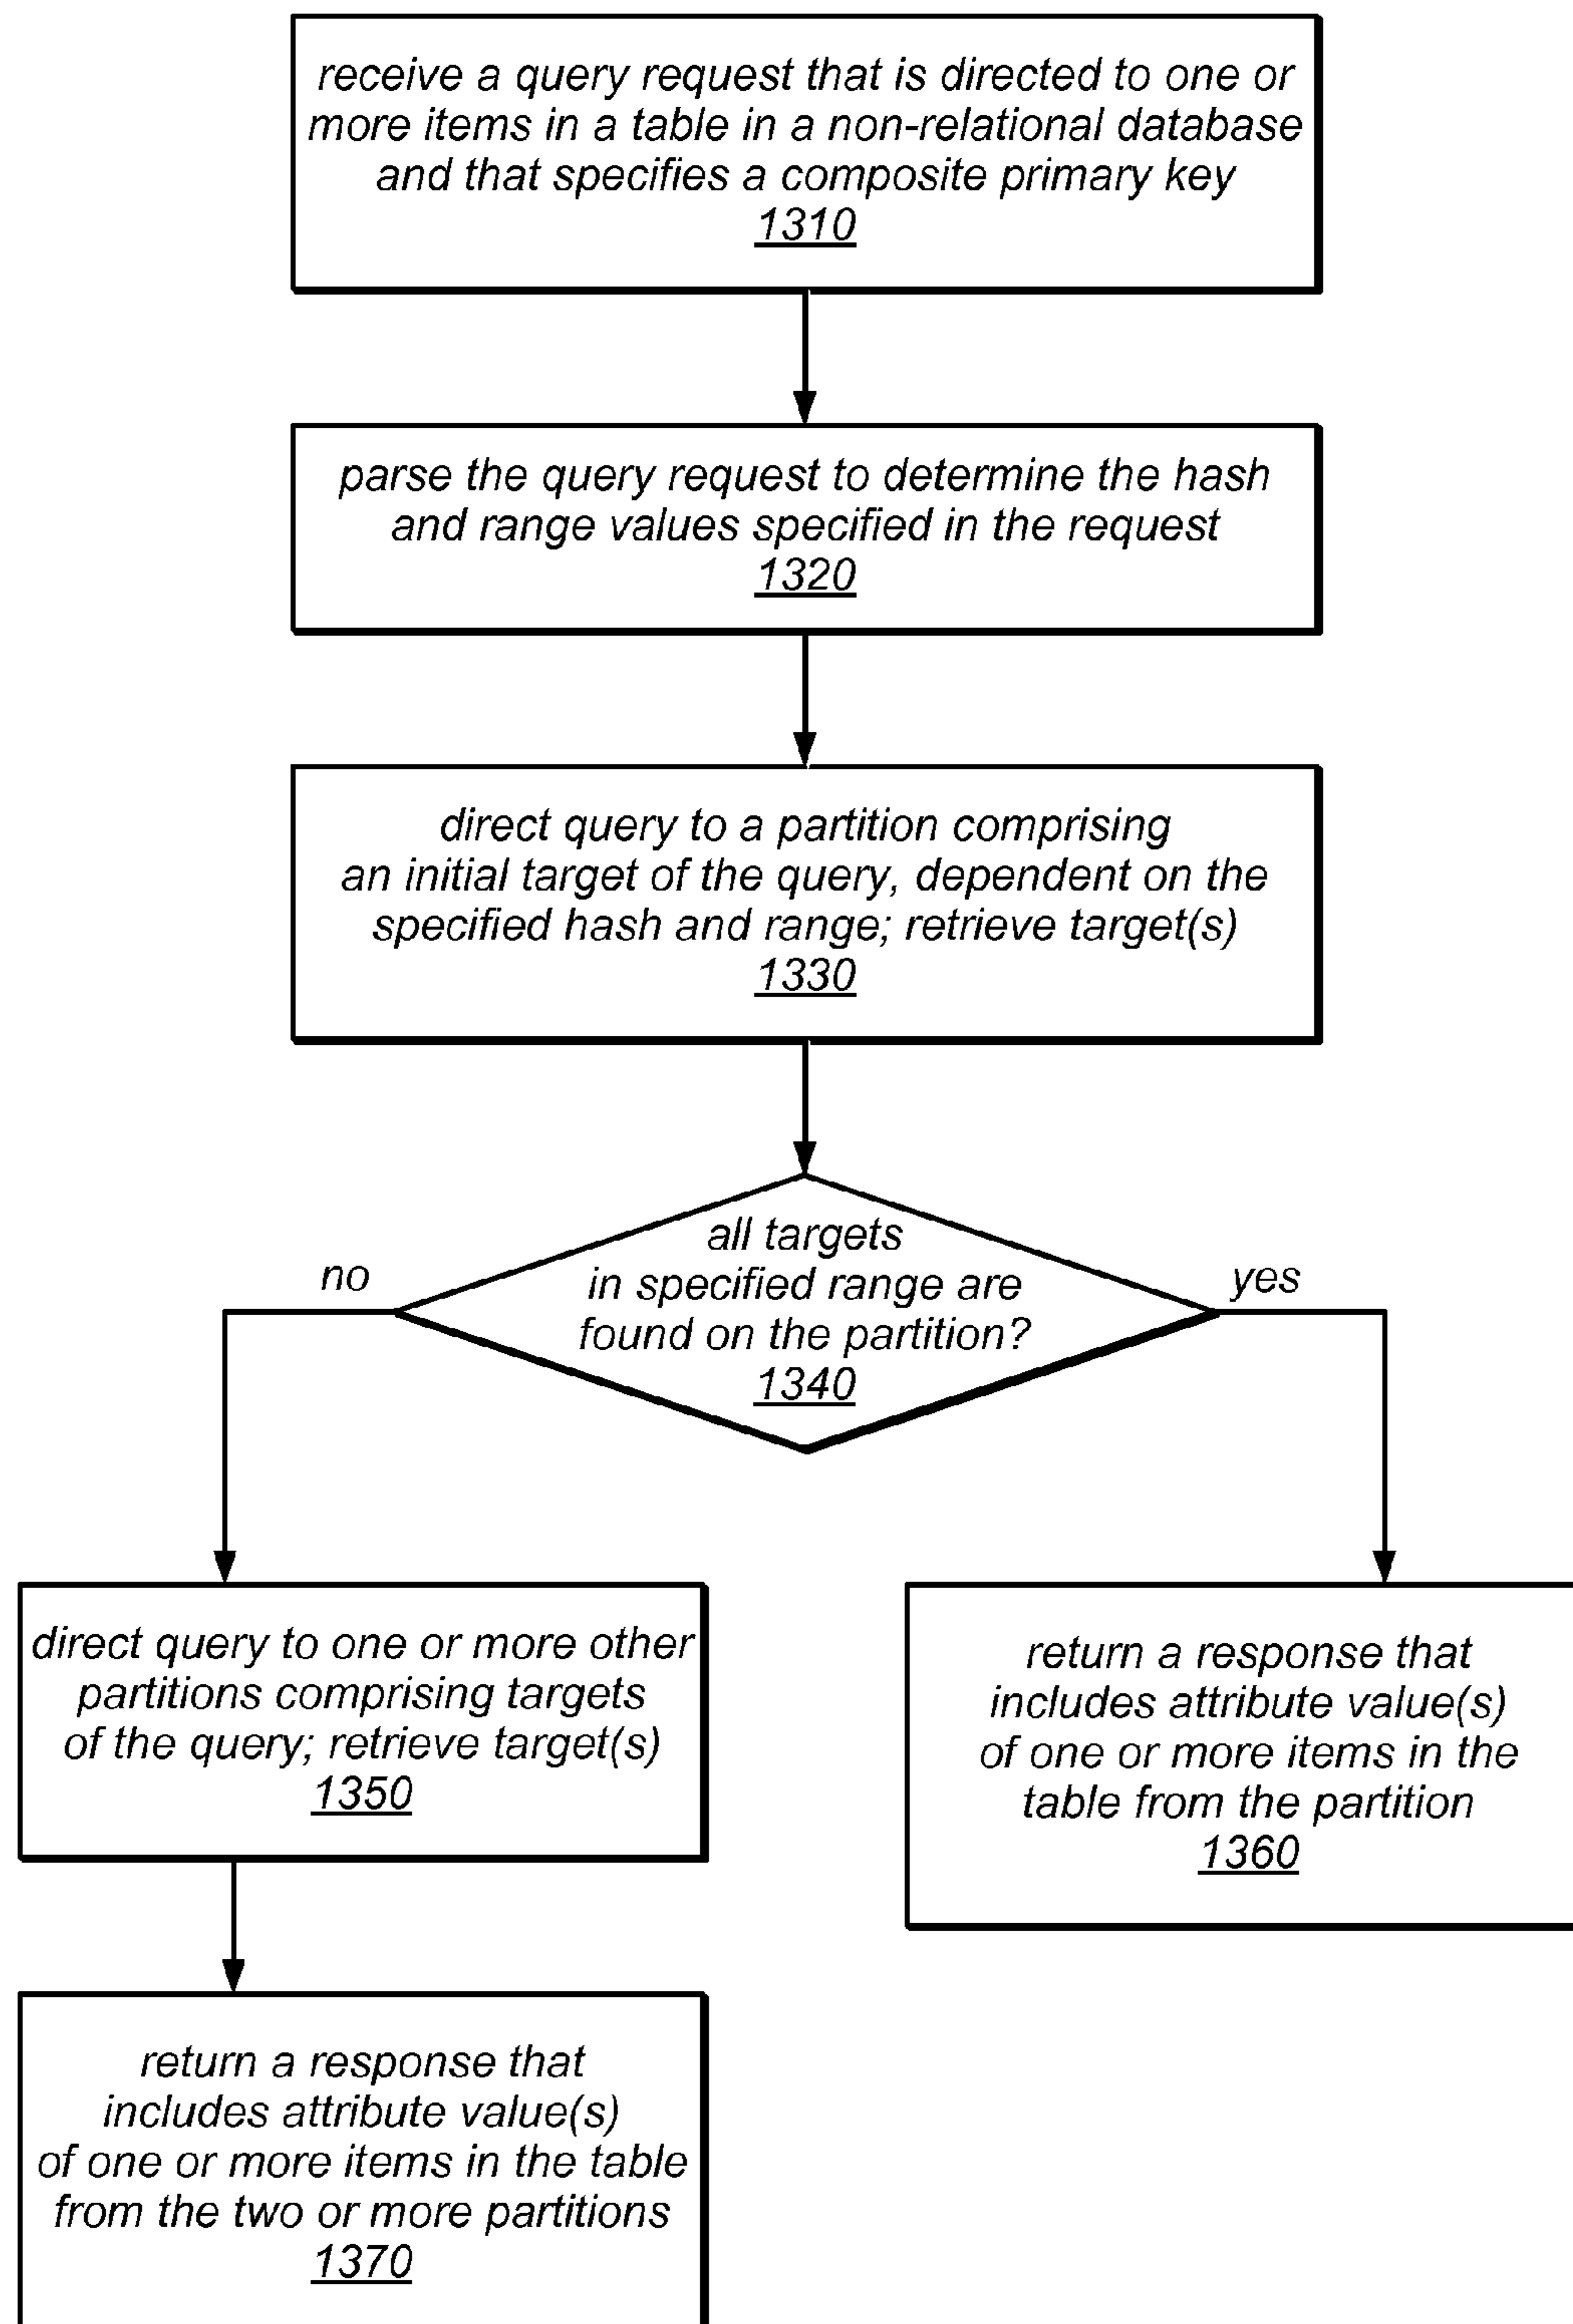 receive a query request that is directed to one or
more items in a table in a non-relational database
and that specifies a composite primary key
1310
parse the query request to determine the hash
and range values specified in the request
1320
direct query to a partition comprising
an initial target of the query, dependent on the
specified hash and range; retrieve target(s)
1330
all targets
in specified range are
found on the partition?
1340
no
yes
direct query to one or more other
partitions comprising targets
of the query; retrieve target(s)
1350
return a response that
includes attribute value(s)
of one or more items in the
table from the partition
1360
return a response that
includes attribute value(s)
of one or more items in the table
from the two or more partitions
1370